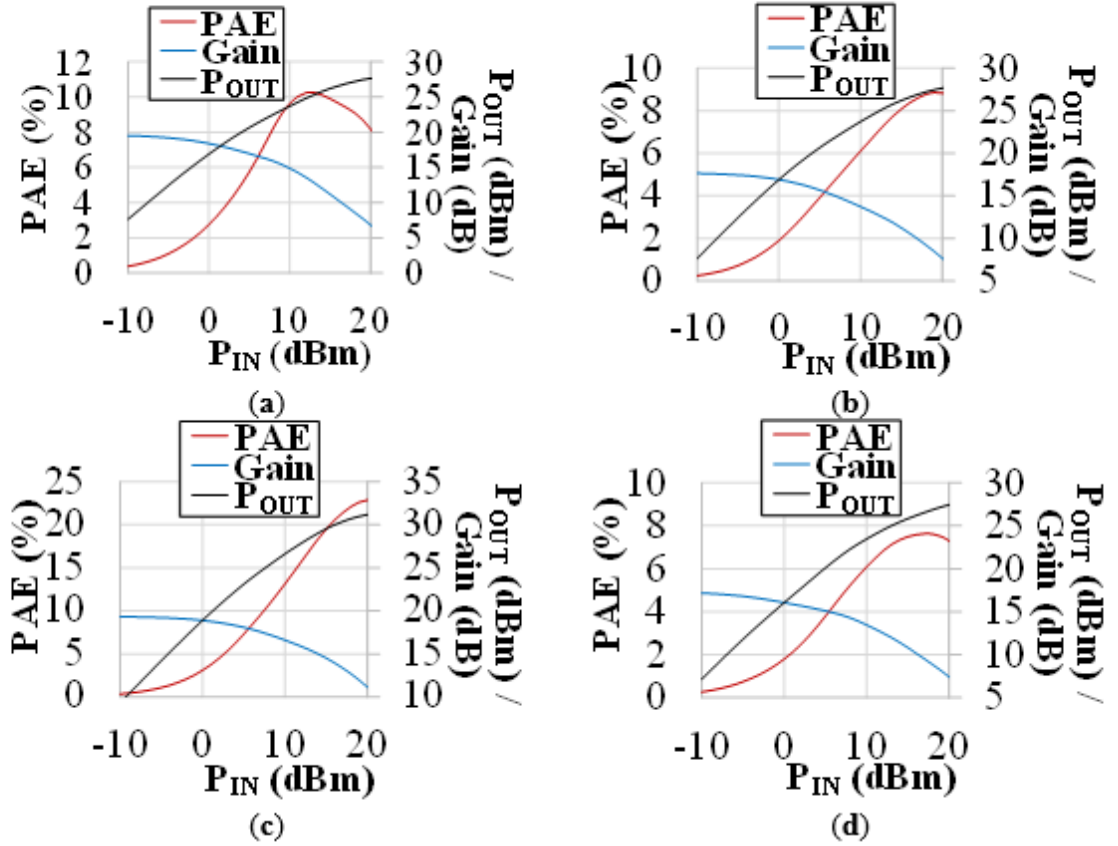 PAE
Gain
POUT
PAE (%)
12
10
8
6
4
2
0
30
25
20
15
10
5
0
POUT (dBm) /
Gain (dB)
-10 0 10 20
PIN (dBm)
(a)
PAE
Gain
POUT
PAE (%)
10
8
6
4
2
0
30
25
20
15
10
5
POUT (dBm) /
Gain (dB)
-10 0 10 20
PIN (dBm)
(b)
PAE
Gain
POUT
PAE (%)
25
20
15
10
5
0
35
30
25
20
15
10
POUT (dBm) /
Gain (dB)
-10 0 10 20
PIN (dBm)
(c)
PAE
Gain
POUT
PAE (%)
10
8
6
4
2
0
30
25
20
15
10
5
POUT (dBm) /
Gain (dB)
-10 0 10 20
PIN (dBm)
(d)